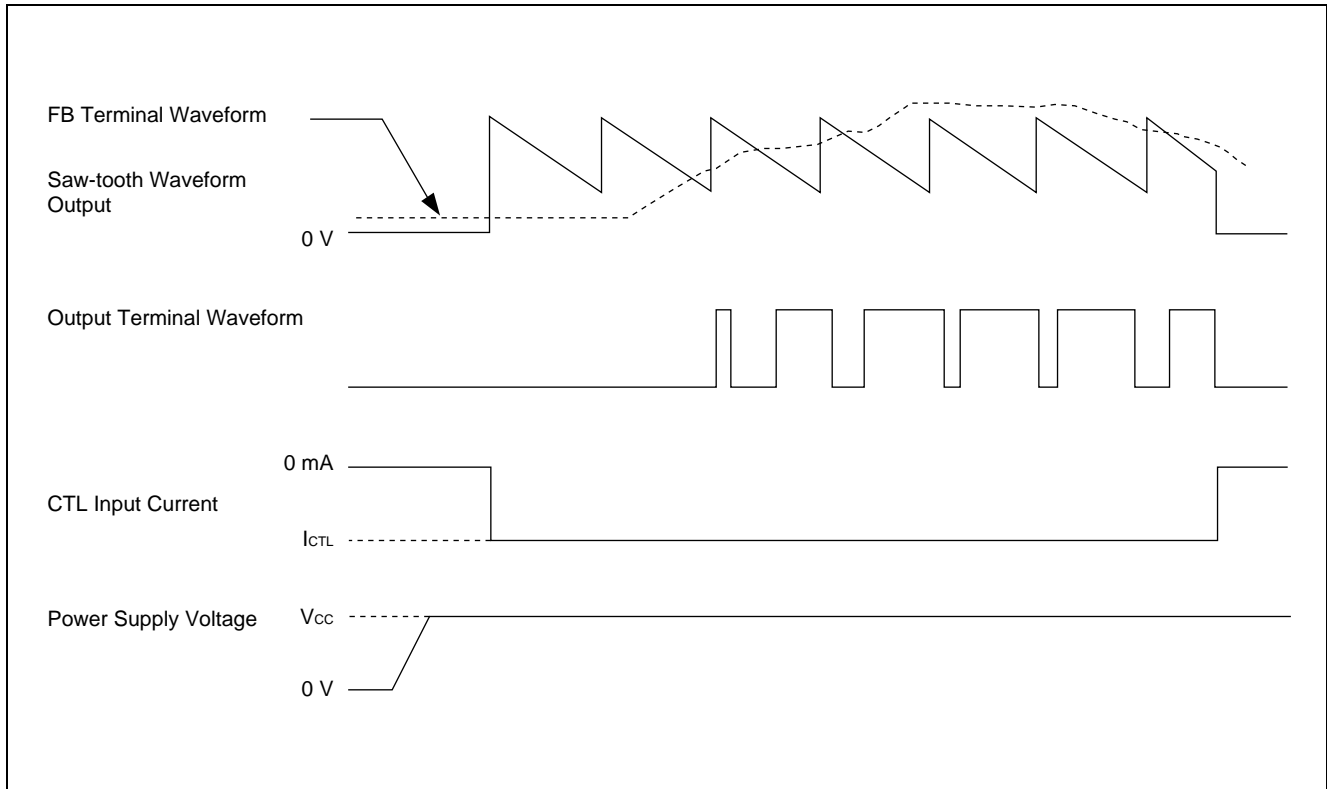 FB Terminal Waveform
Saw-tooth Waveform
Output
0 V
Output Terminal Waveform
0 mA
CTL Input Current
ICTL
Power Supply Voltage VCC
0 V